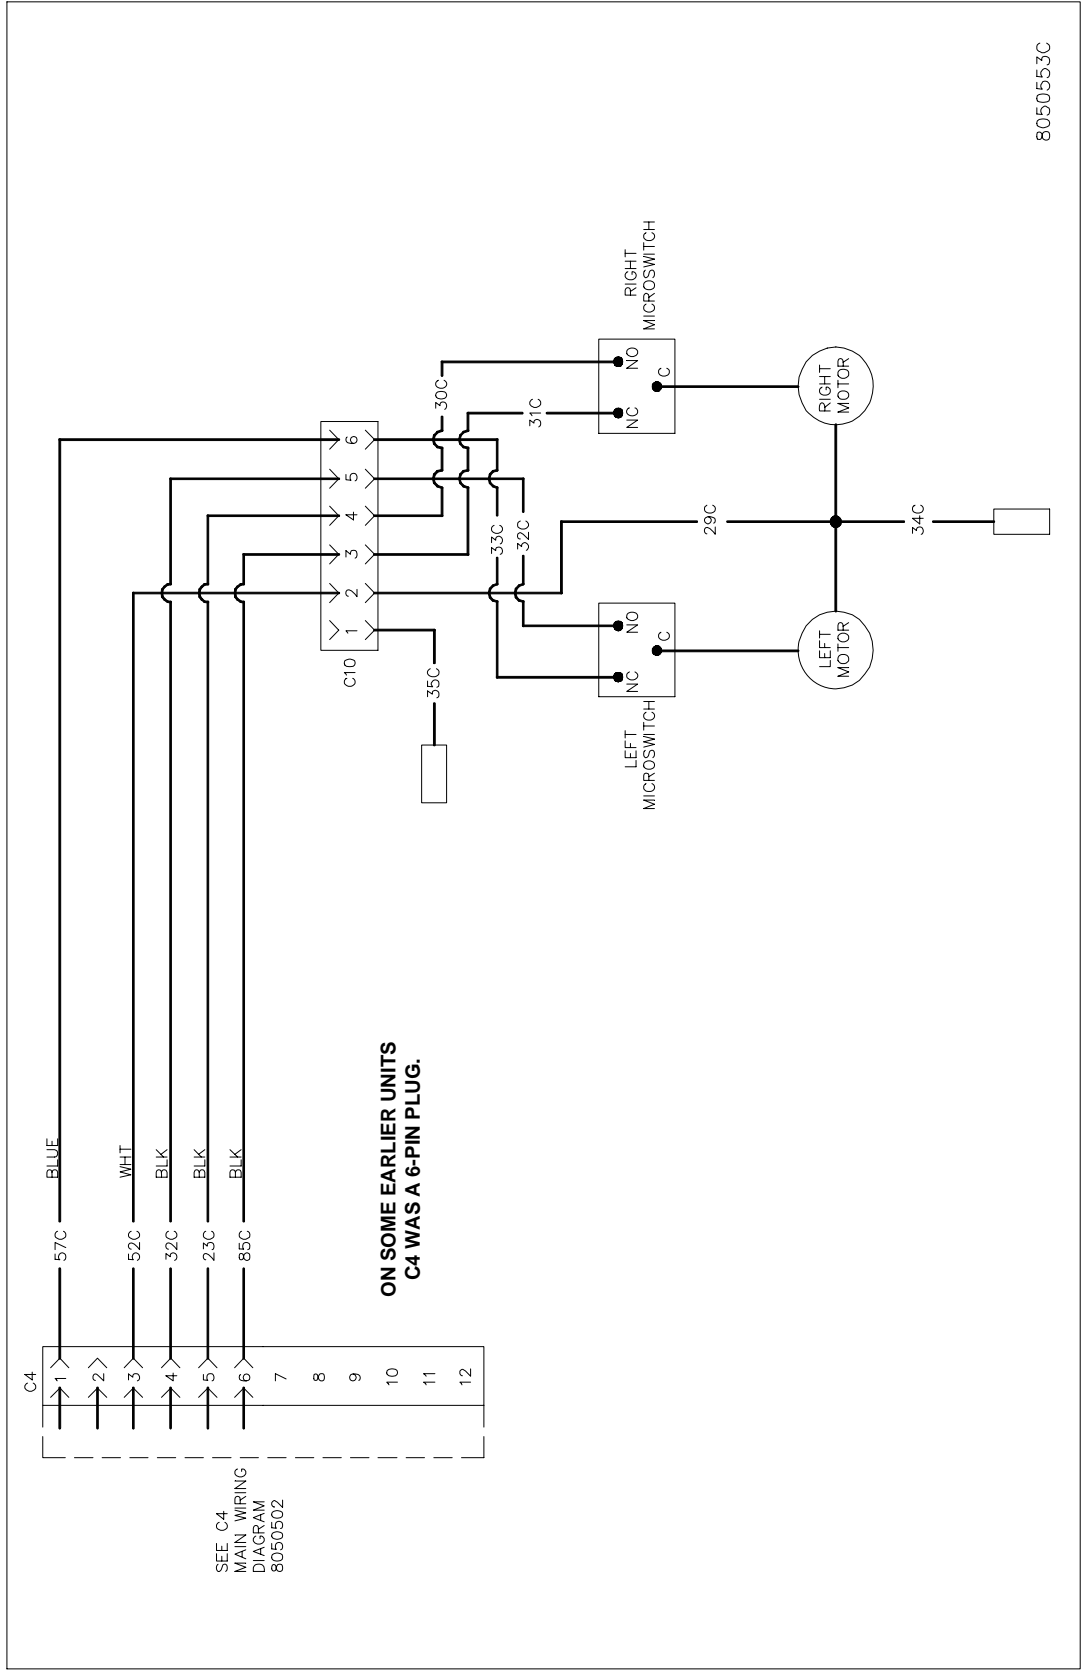 C4
1
2
3
4
5
6
7
8
9
10
11
12
SEE C4
MAIN WIRING
DIAGRAM
8050502
57C
BLUE
52C
WHT
32C
BLK
23C
BLK
85C
BLK
ON SOME EARLIER UNITS
C4 WAS A 6-PIN PLUG.
C10
1
2
3
4
5
6
35C
33C
32C
30C
31C
LEFT
MICROSWITCH
NC
NO
C
RIGHT
MICROSWITCH
NC
NO
C
29C
LEFT
MOTOR
RIGHT
MOTOR
34C
8050553C